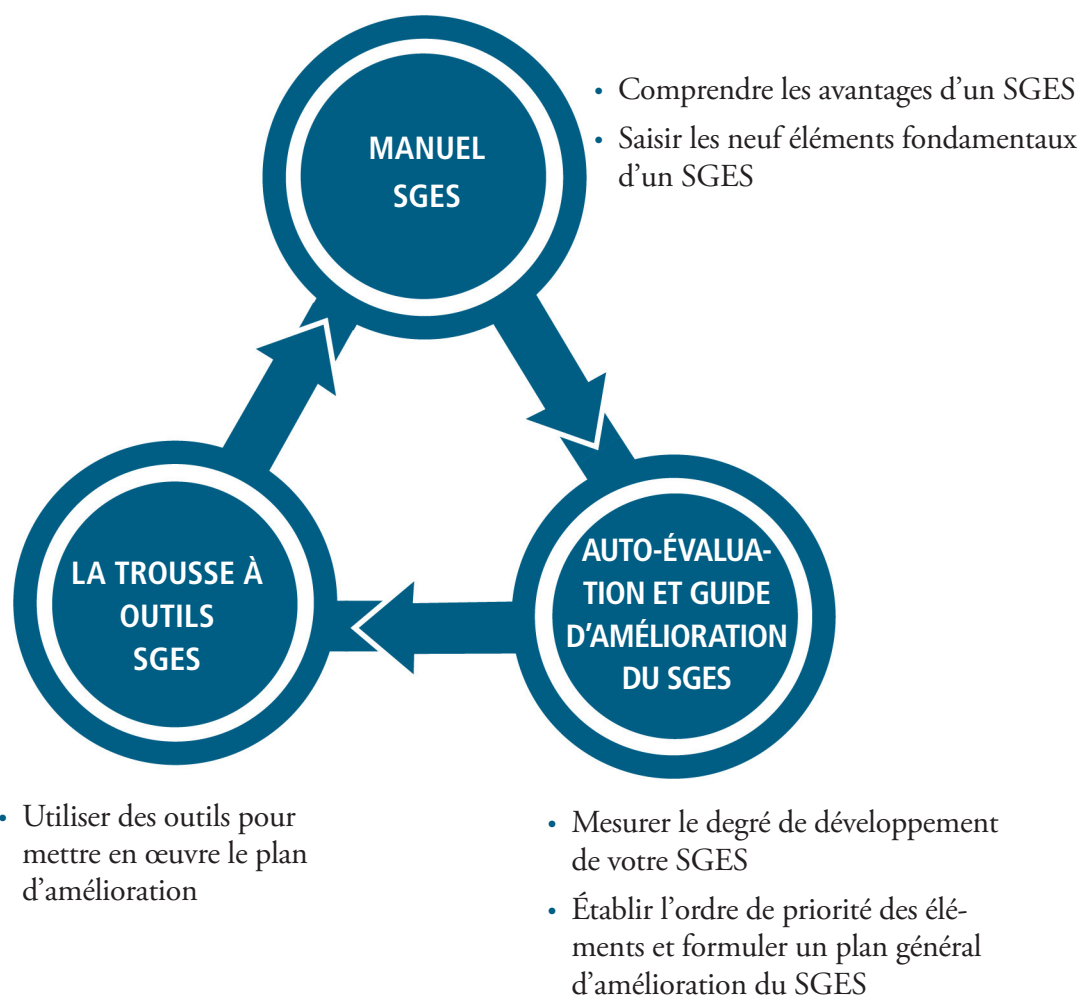 MANUEL
SGES
• Comprendre les avantages d’un SGES
• Saisir les neuf éléments fondamentaux
d’un SGES
AUTO-ÉVALUA-
TION ET GUIDE
D’AMÉLIORATION
DU SGES
LA TROUSSE À
OUTILS
SGES
• Utiliser des outils pour
mettre en œuvre le plan
d’amélioration
• Mesurer le degré de développement
de votre SGES
• Établir l’ordre de priorité des élé-
ments et formuler un plan général
d’amélioration du SGES